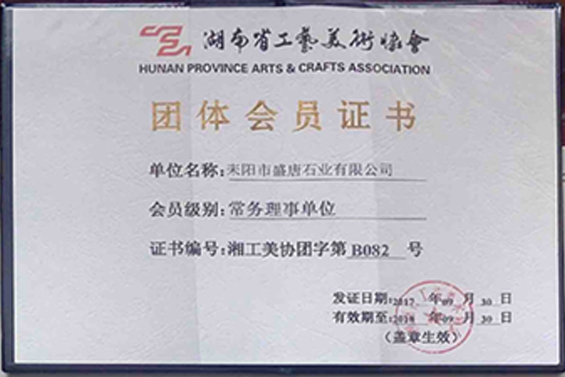 湖南省工藝美術協會
HUNAN PROVINCE ARTS & CRAFTS ASSOCIATION
团体会员证书
单位名称：耒阳市盛唐石业有限公司
会员级别：常务理事单位
证书编号：湘工美协团字第 B082 号
发证日期：2017 年 09 月 30 日
有效期至：2018 年 09 月 30 日
（盖章生效）